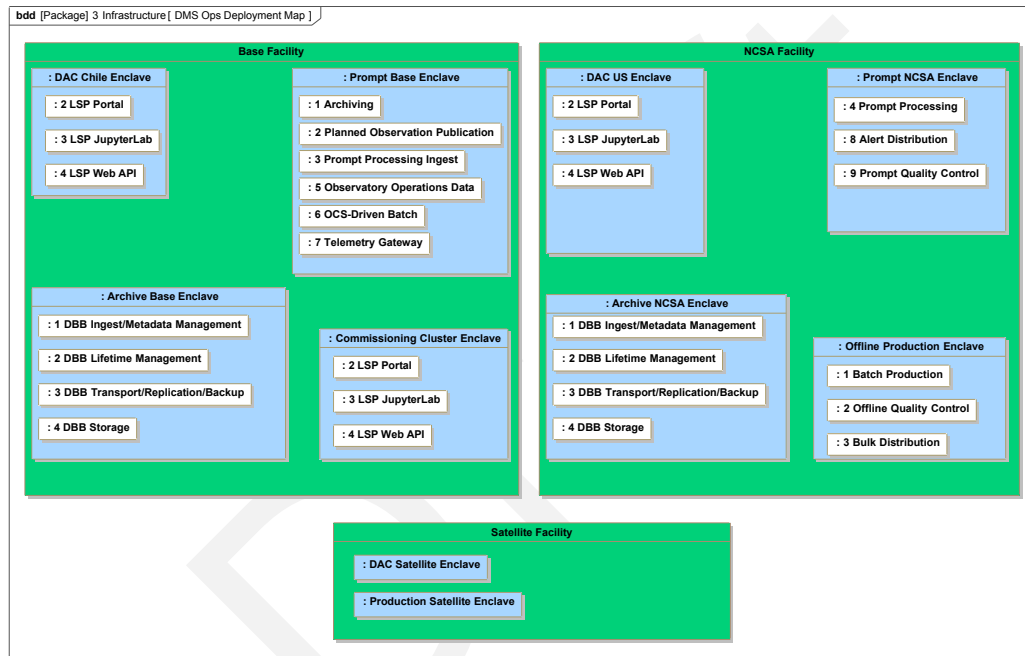 bdd [Package] 3 Infrastructure [ DMS Ops Deployment Map ]
Base Facility
: DAC Chile Enclave
: 2 LSP Portal
: 3 LSP JupyterLab
: 4 LSP Web API
: Prompt Base Enclave
: 1 Archiving
: 2 Planned Observation Publication
: 3 Prompt Processing Ingest
: 5 Observatory Operations Data
: 6 OCS-Driven Batch
: 7 Telemetry Gateway
: Archive Base Enclave
: 1 DBB Ingest/Metadata Management
: 2 DBB Lifetime Management
: 3 DBB Transport/Replication/Backup
: 4 DBB Storage
: Commissioning Cluster Enclave
: 2 LSP Portal
: 3 LSP JupyterLab
: 4 LSP Web API
NCSA Facility
: DAC US Enclave
: 2 LSP Portal
: 3 LSP JupyterLab
: 4 LSP Web API
: Prompt NCSA Enclave
: 4 Prompt Processing
: 8 Alert Distribution
: 9 Prompt Quality Control
: Archive NCSA Enclave
: 1 DBB Ingest/Metadata Management
: 2 DBB Lifetime Management
: 3 DBB Transport/Replication/Backup
: 4 DBB Storage
: Offline Production Enclave
: 1 Batch Production
: 2 Offline Quality Control
: 3 Bulk Distribution
Satellite Facility
: DAC Satellite Enclave
: Production Satellite Enclave